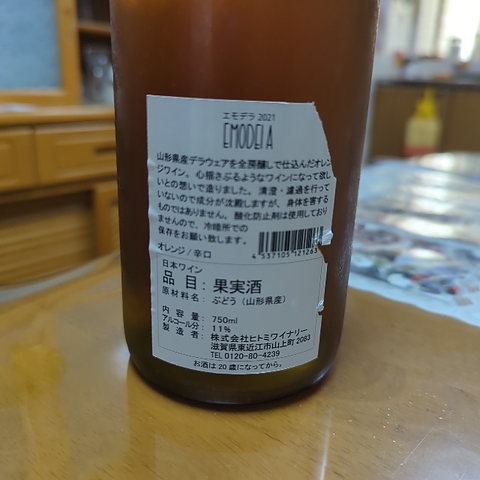 エモデラ 2021
EMODELA
山形県産デラウェアを全房醸しで仕込んだオレン
ジワイン。心揺さぶるようなワインになって欲し
いとの想いで造りました。清澄・濾過を行って
いないので成分が沈殿しますが、身体を害する
ものではありません。酸化防止剤は使用しており
ませんので、冷暗所での
保存をお願い致します。
オレンジ/辛口
4 537105 121263
日本ワイン
品目：果実酒
原材料名：ぶどう（山形県産）
内容量：750ml
アルコール分：11%
製造者：株式会社ヒトミワイナリー
滋賀県東近江市山上町2083
TEL 0120-80-4239
お酒は20歳になってから。